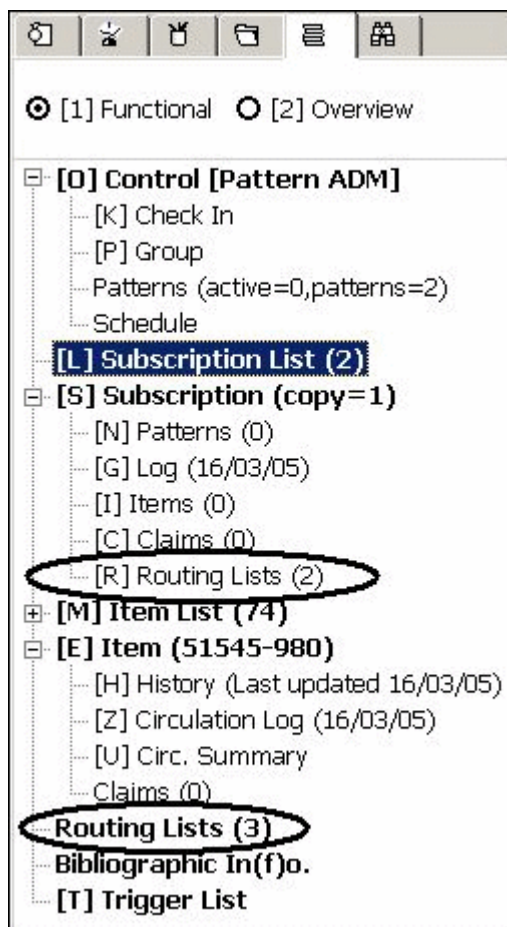 [1] Functional [2] Overview
[O] Control [Pattern ADM]
[K] Check In
[P] Group
Patterns (active=0,patterns=2)
Schedule
[L] Subscription List (2)
[S] Subscription (copy=1)
[N] Patterns (0)
[G] Log (16/03/05)
[I] Items (0)
[C] Claims (0)
[R] Routing Lists (2)
[M] Item List (74)
[E] Item (51545-980)
[H] History (Last updated 16/03/05)
[Z] Circulation Log (16/03/05)
[U] Circ. Summary
Claims (0)
Routing Lists (3)
Bibliographic In(f)o.
[T] Trigger List